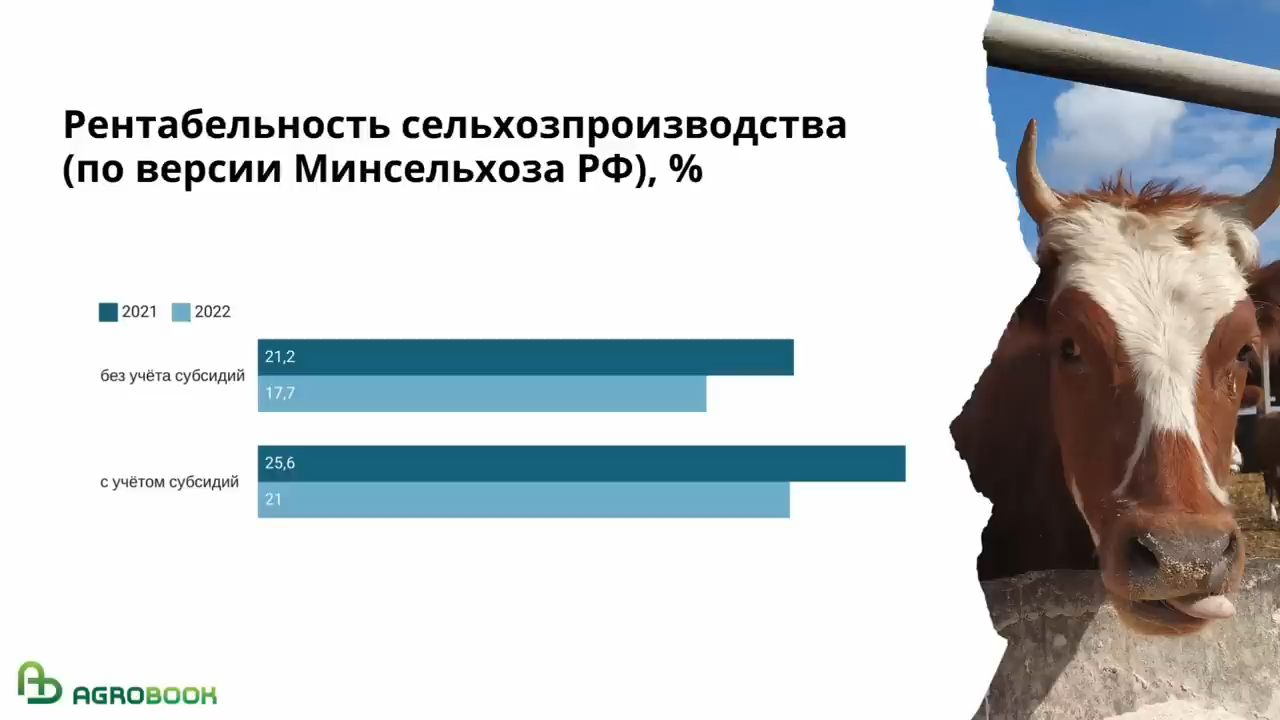 Рентабельность сельхозпроизводства
(по версии Минсельхоза РФ), %
2021 2022
без учёта субсидий
21,2
17,7
с учётом субсидий
25,6
21
AGROBOOK